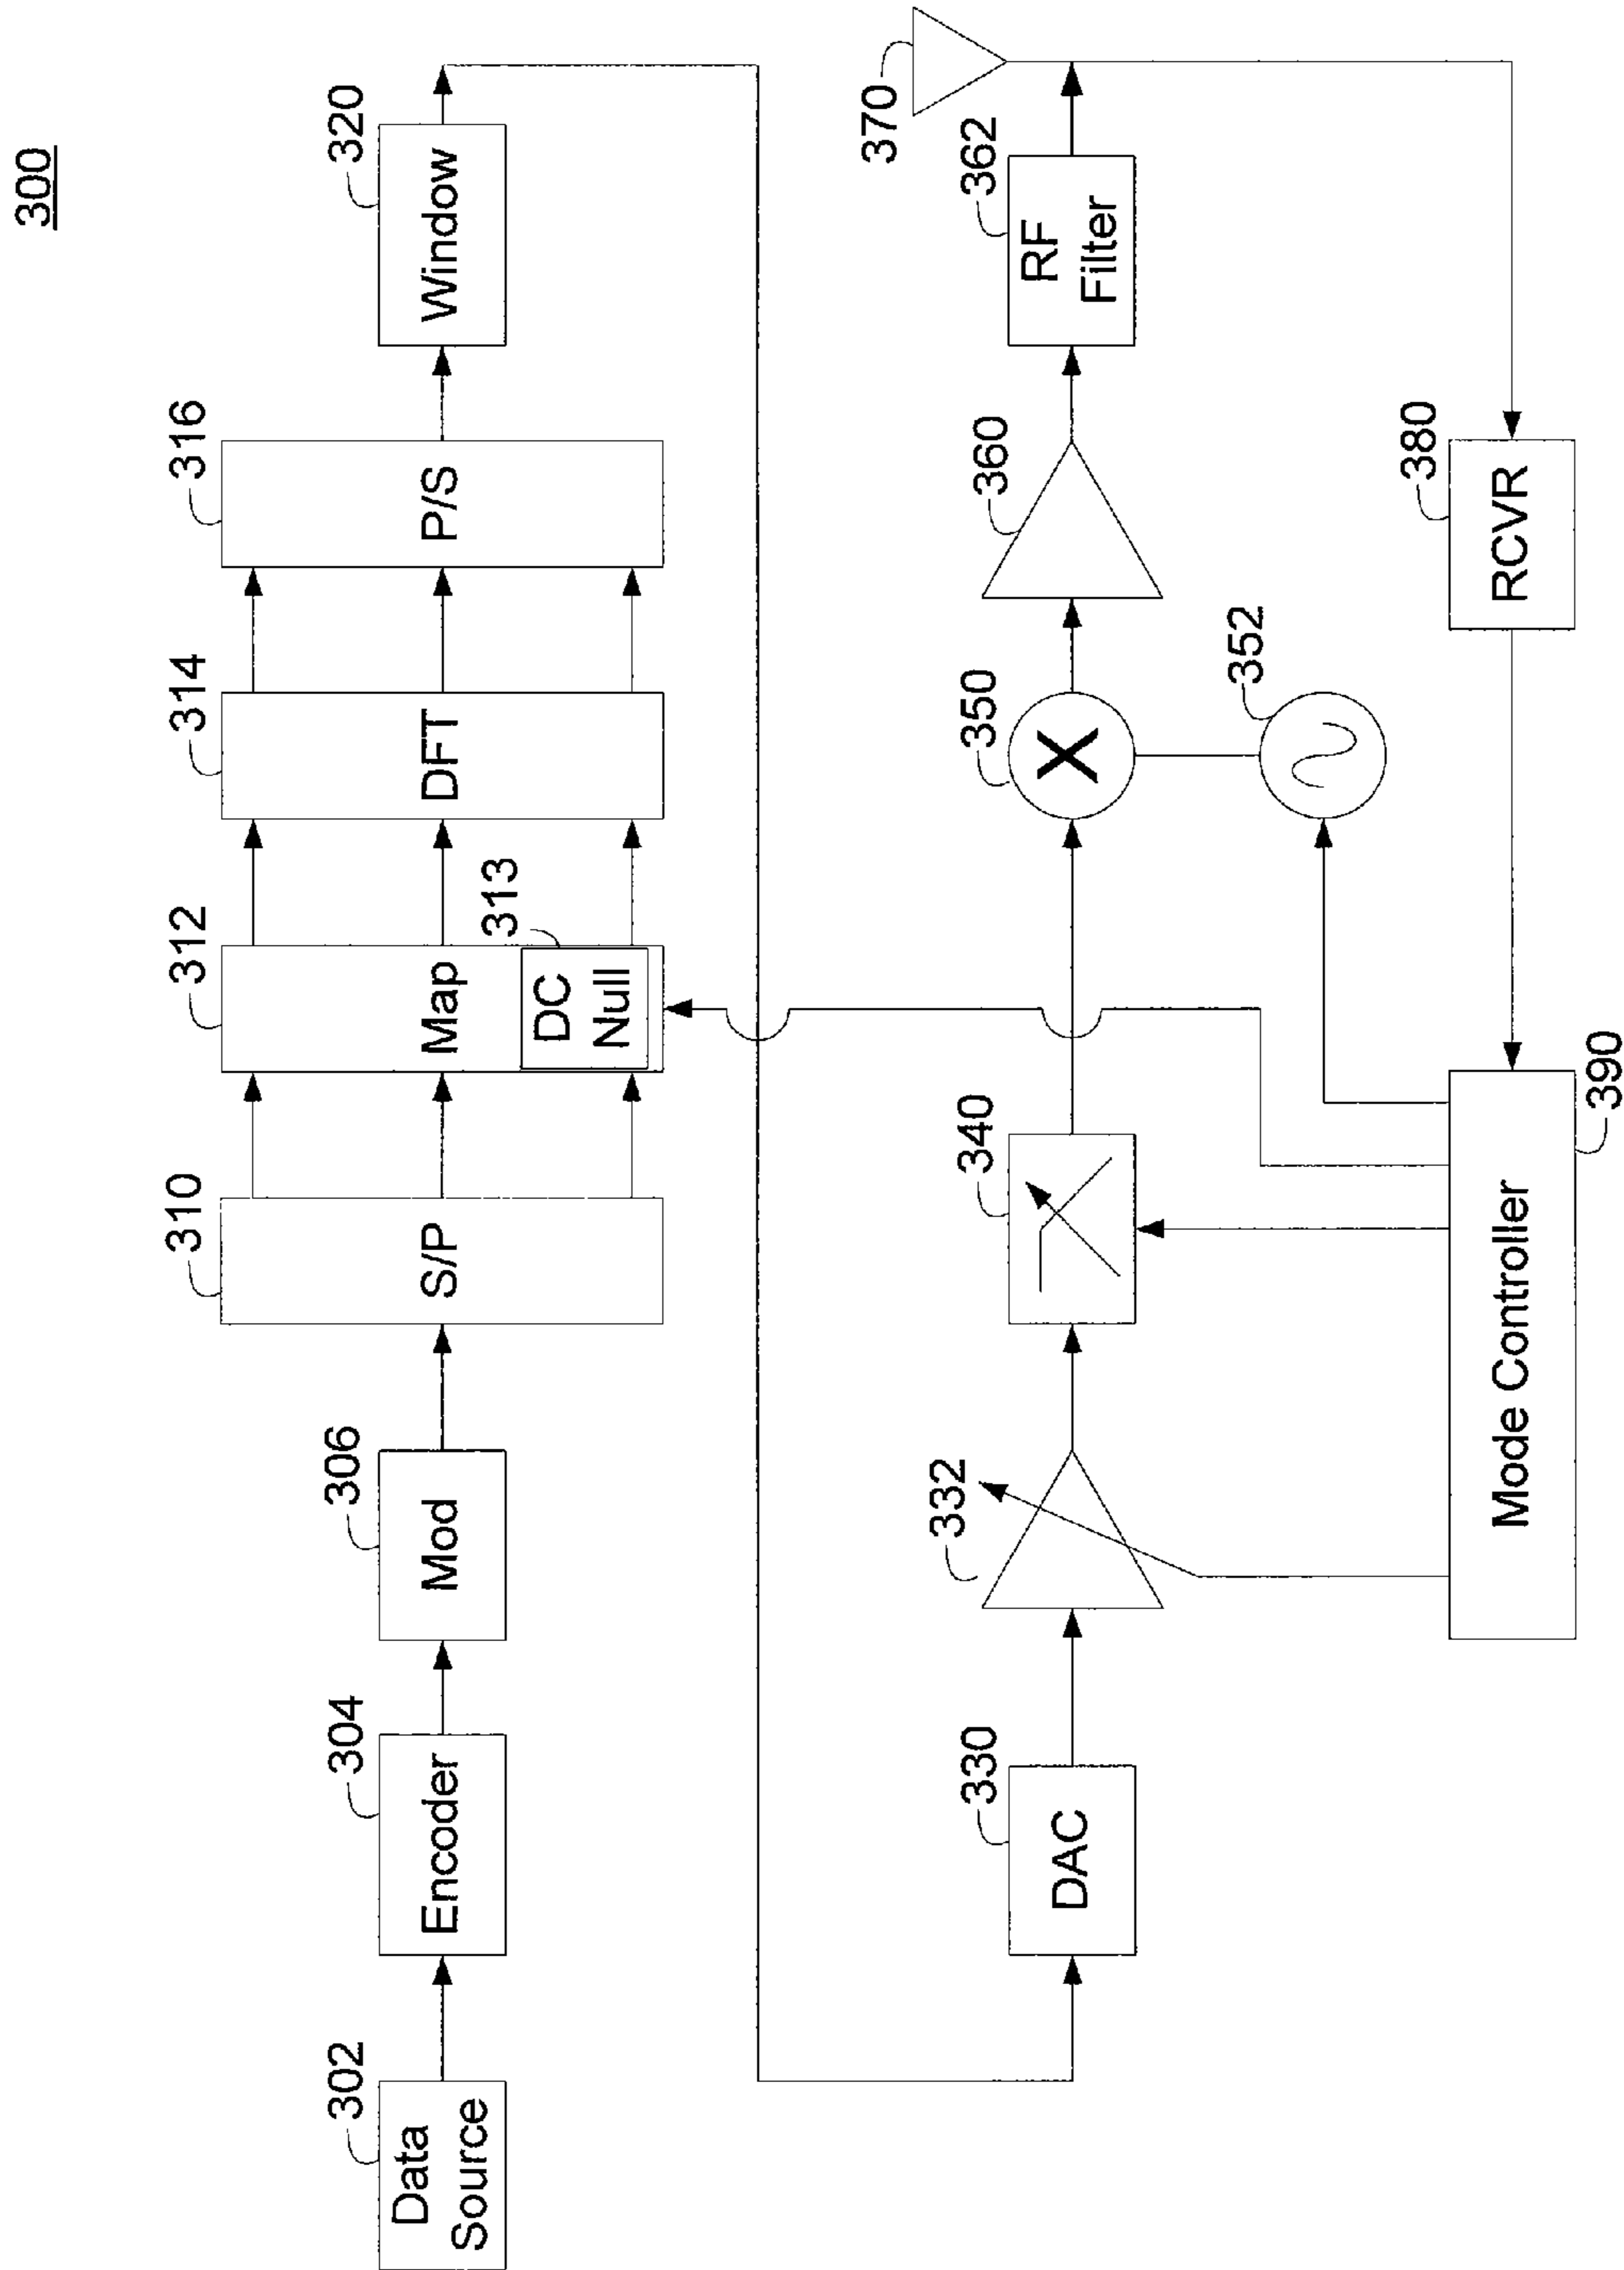 300
302
Data
Source
304
Encoder
306
Mod
310
S/P
312
Map
313
DC
Null
314
DFT
316
P/S
320
Window
330
DAC
332
340
350
X
352
360
362
RF
Filter
370
380
RCVR
Mode Controller
390